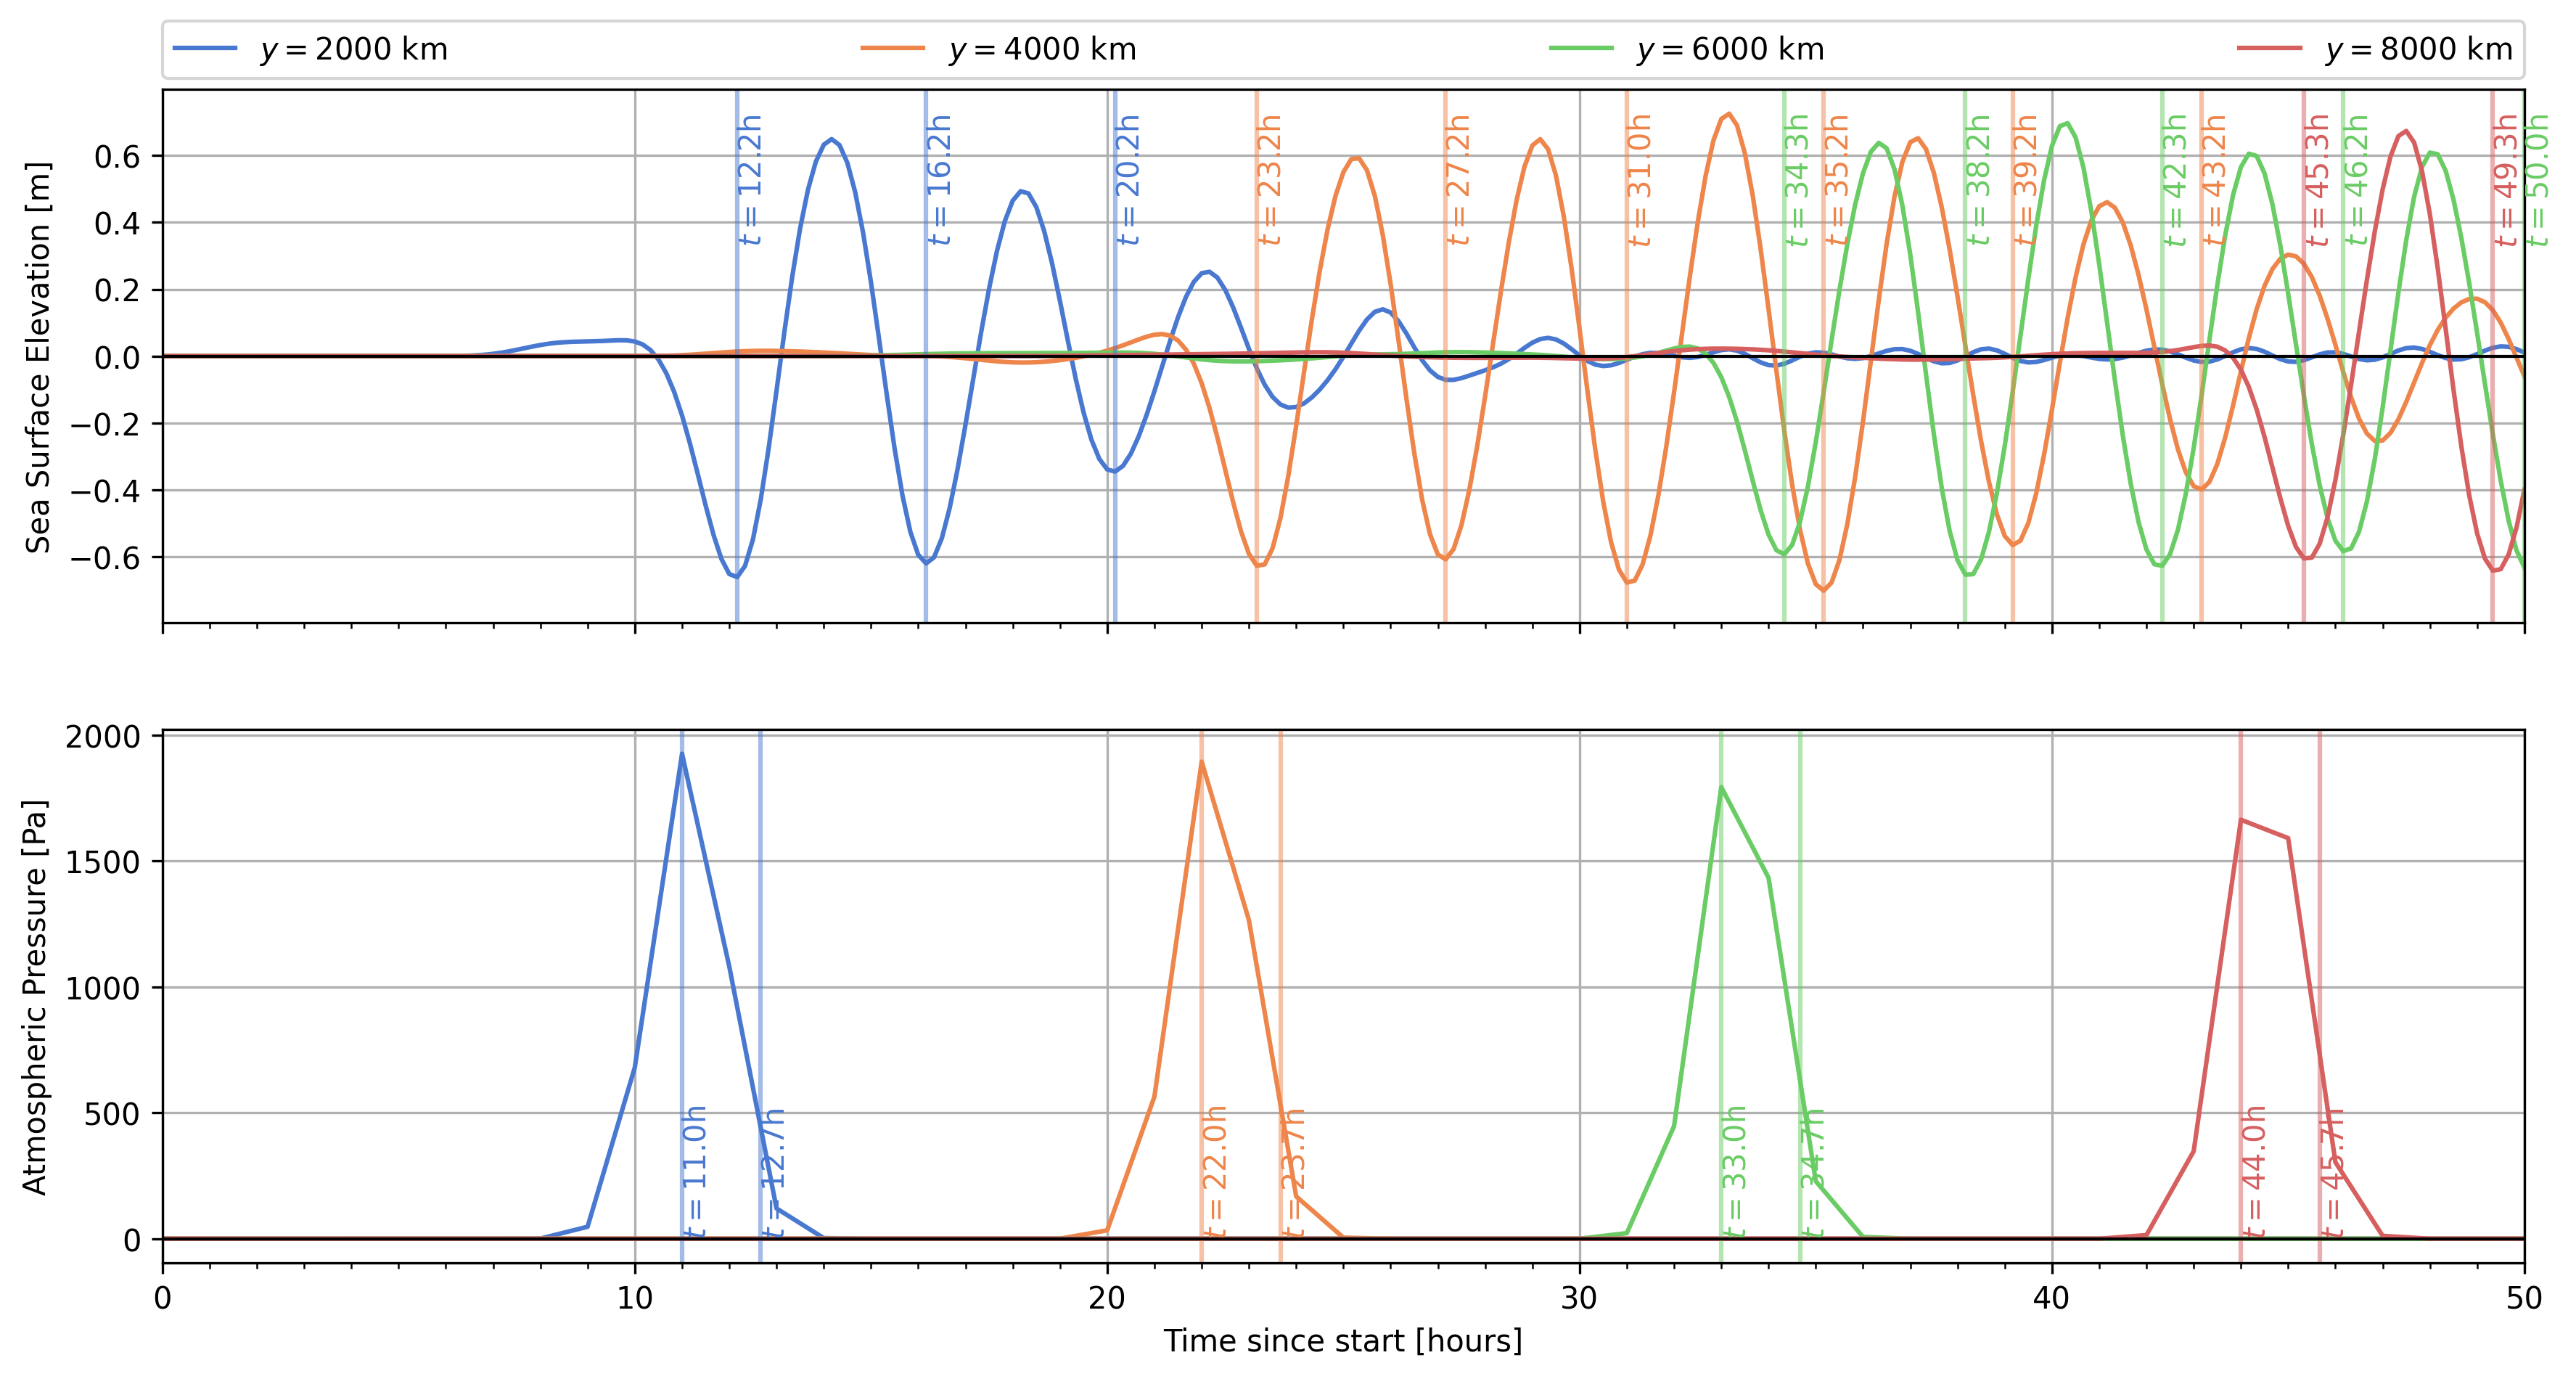 y = 2000 km y = 4000 km y = 6000 km y = 8000 km
Sea Surface Elevation [m]
0.6
0.4
0.2
0.0
−0.2
−0.4
−0.6
t = 12.2h
t = 16.2h
t = 20.2h
t = 23.2h
t = 27.2h
t = 31.0h
t = 34.3h
t = 35.2h
t = 38.2h
t = 39.2h
t = 42.3h
t = 43.2h
t = 45.3h
t = 46.2h
t = 49.3h
t = 50.0h
Atmospheric Pressure [Pa]
2000
1500
1000
500
0
t = 11.0h
t = 12.7h
t = 22.0h
t = 23.7h
t = 33.0h
t = 34.7h
t = 44.0h
t = 45.7h
0 10 20 30 40 50
Time since start [hours]